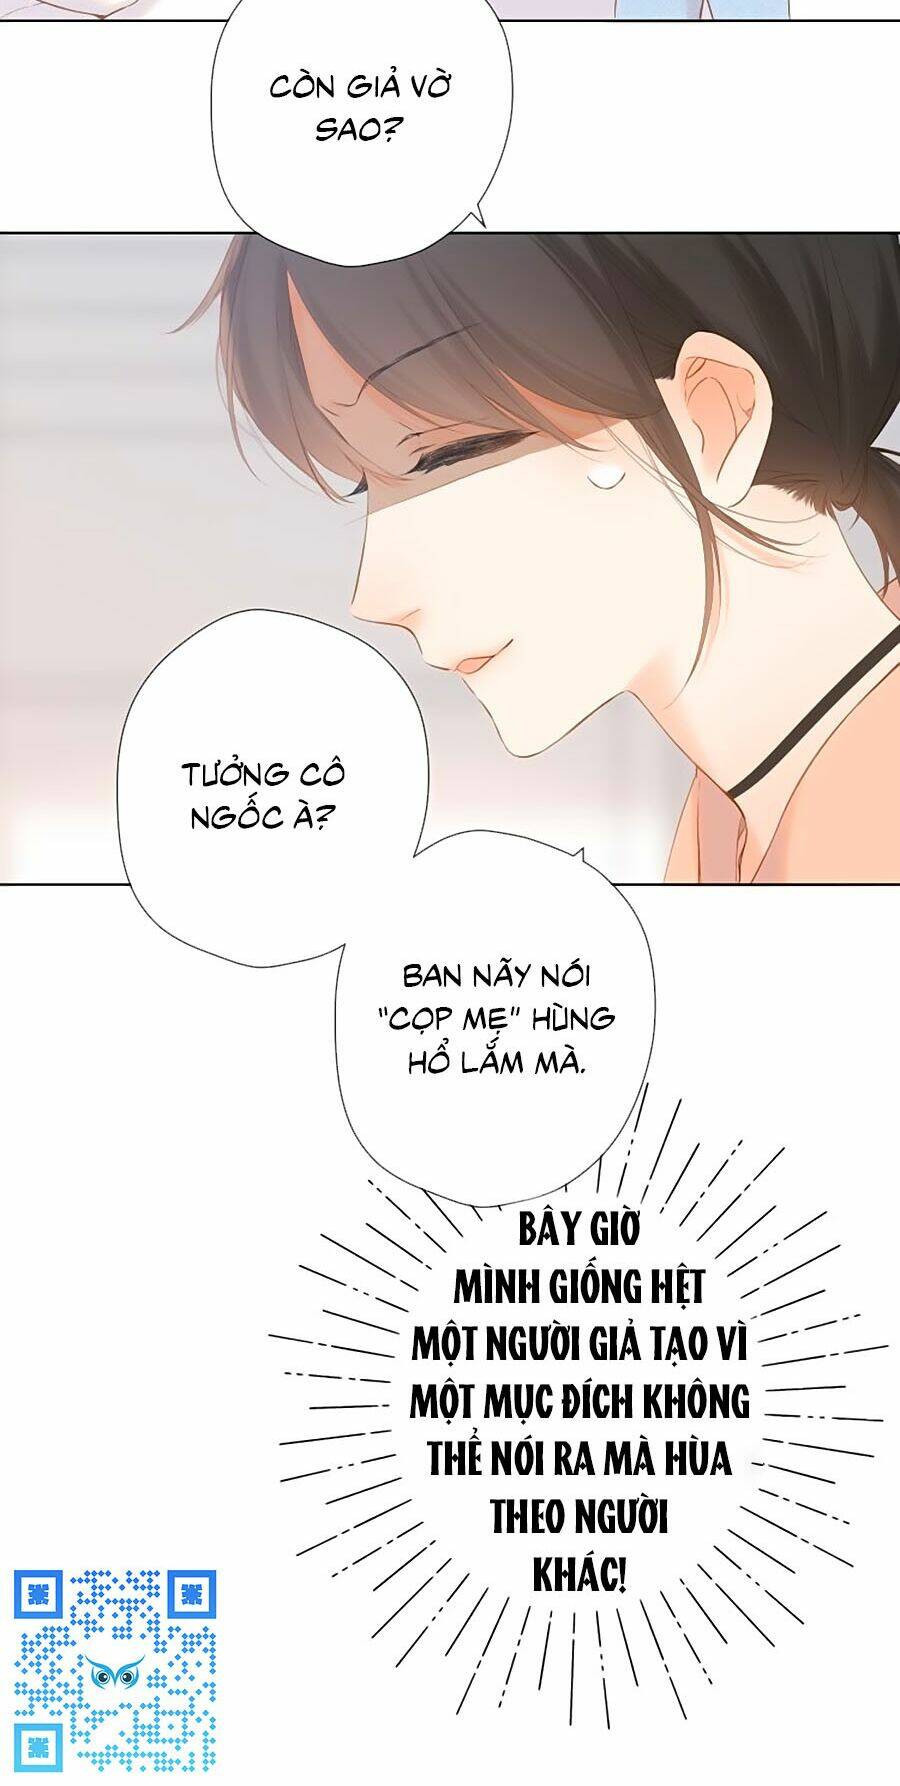 CÒN GIẢ VỜ
SAO?
TƯỞNG CÔ
NGỐC À?
BAN NÃY NÓI
"CỌP MẸ" HÙNG
HỔ LẮM MÀ.
BÂY GIỜ
MÌNH GIỐNG HỆT
MỘT NGƯỜI GIẢ TẠO VÌ
MỘT MỤC ĐÍCH KHÔNG
THỂ NÓI RA MÀ HÙA
THEO NGƯỜI
KHÁC!